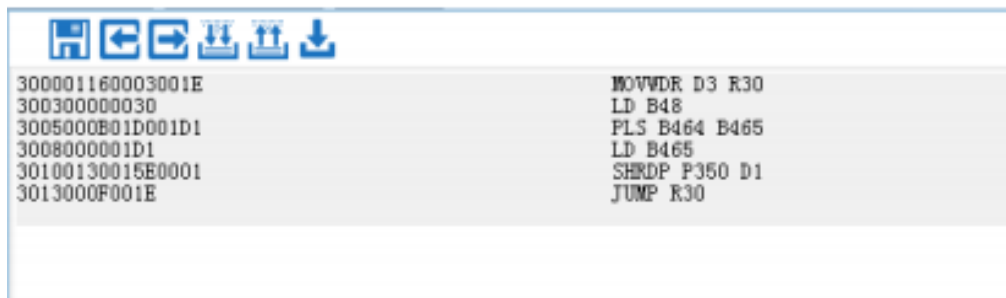 3000011160003001E MOVWDR D3 R30
300300000030 LD B48
3005000B01D001D1 PLS B464 B465
3008000001D1 LD B465
30100130015E0001 SHRDP P350 D1
3013000F001E JUMP R30